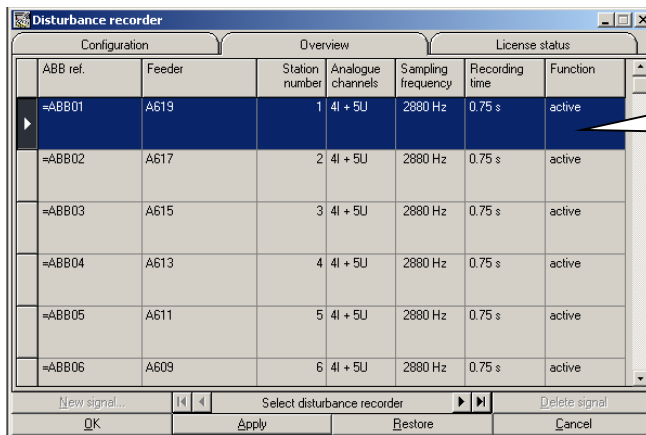 Disturbance recorder
Configuration Overview License status
ABB ref. Feeder Station number Analogue channels Sampling frequency Recording time Function
=ABB01 A619 1 4I + 5U 2880 Hz 0.75 s active
=ABB02 A617 2 4I + 5U 2880 Hz 0.75 s active
=ABB03 A615 3 4I + 5U 2880 Hz 0.75 s active
=ABB04 A613 4 4I + 5U 2880 Hz 0.75 s active
=ABB05 A611 5 4I + 5U 2880 Hz 0.75 s active
=ABB06 A609 6 4I + 5U 2880 Hz 0.75 s active
New signal... Select disturbance recorder Delete signal
OK Apply Restore Cancel